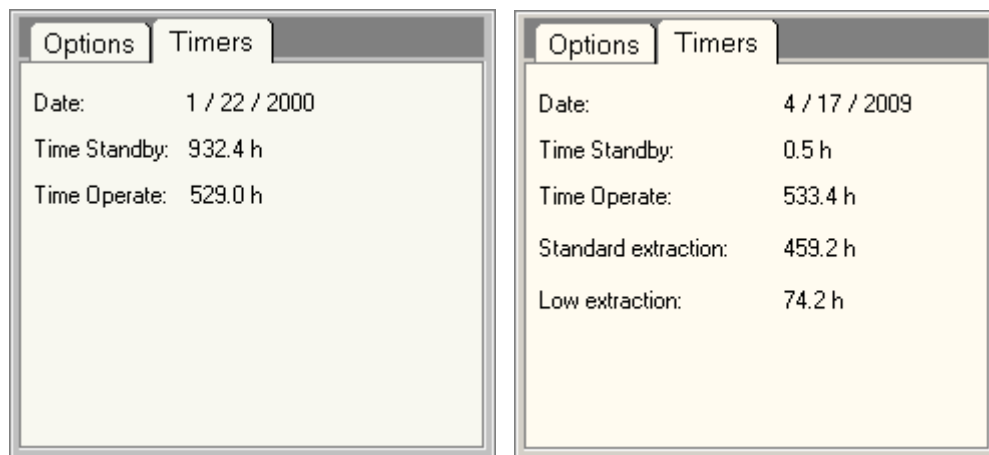 Options Timers
Date: 1 / 22 / 2000
Time Standby: 932.4 h
Time Operate: 529.0 h
Options Timers
Date: 4 / 17 / 2009
Time Standby: 0.5 h
Time Operate: 533.4 h
Standard extraction: 459.2 h
Low extraction: 74.2 h